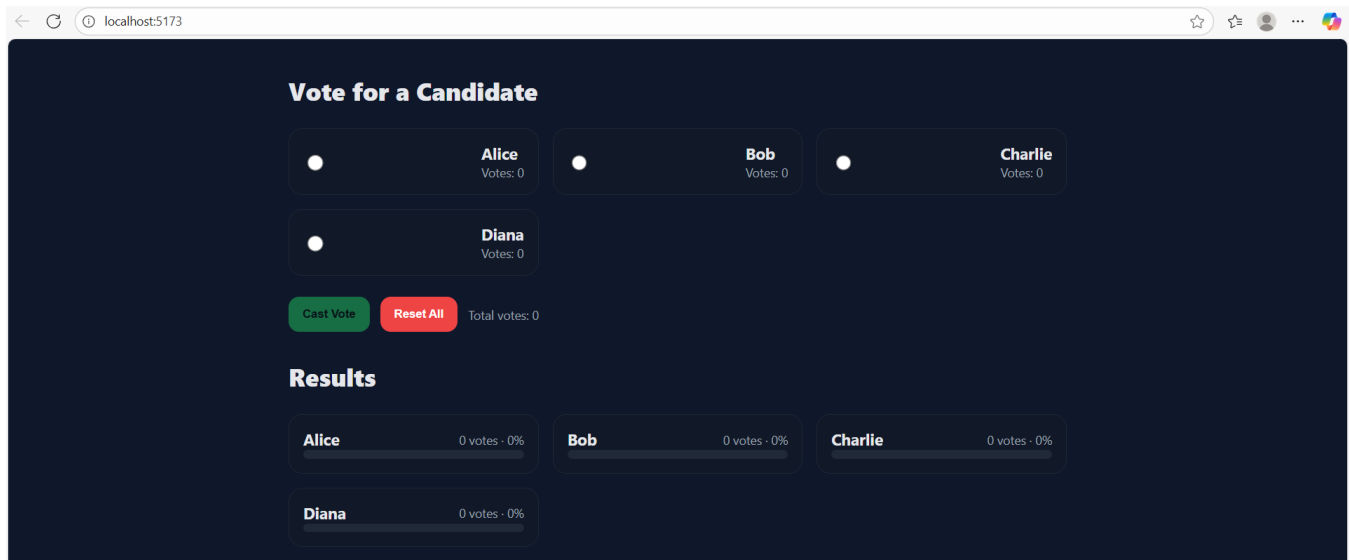 localhost:5173
Vote for a Candidate
Alice
Votes: 0
Bob
Votes: 0
Charlie
Votes: 0
Diana
Votes: 0
Cast Vote
Reset All
Total votes: 0
Results
Alice 0 votes · 0%
Bob 0 votes · 0%
Charlie 0 votes · 0%
Diana 0 votes · 0%